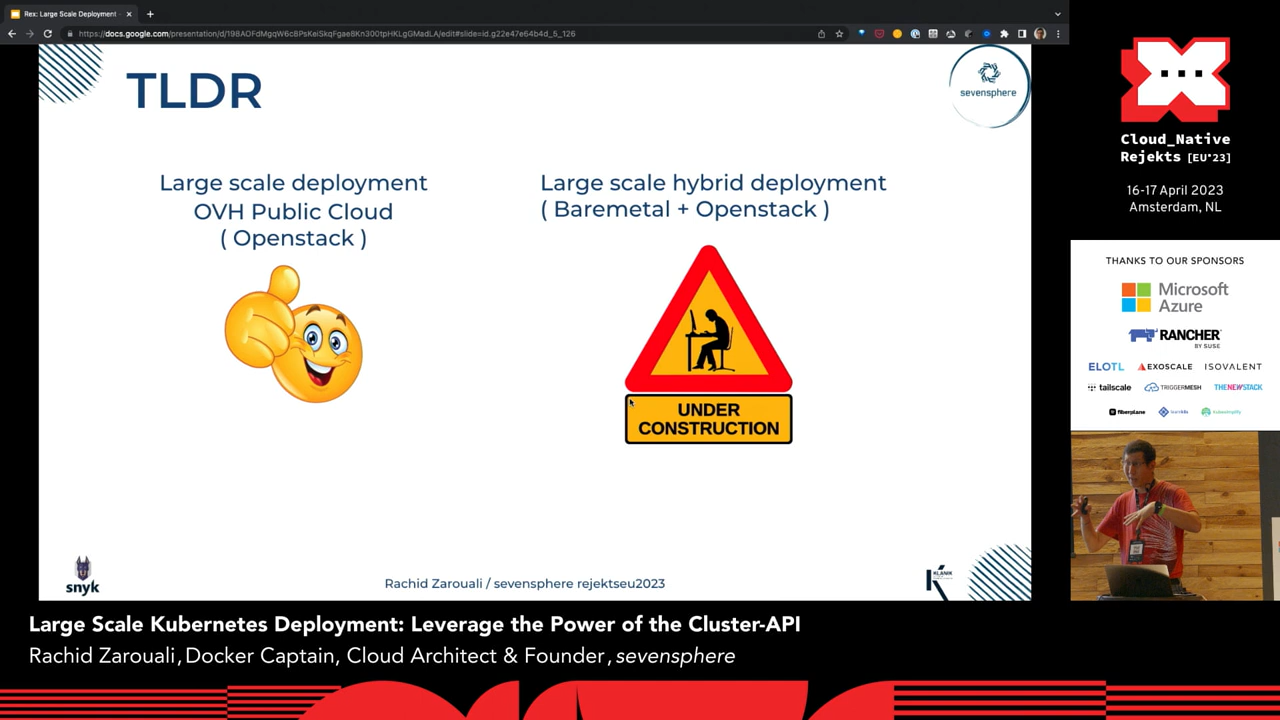 Rex: Large Scale Deployment
https://docs.google.com/presentation/d/198AOFdMgqW6c8PsKeiSkqFgae8Kn300tpHKLgGMadLA/edit#slide=id.g22e47e64b4d_5_126
TLDR
sevensphere
Large scale deployment
OVH Public Cloud
( Openstack )
Large scale hybrid deployment
( Baremetal + Openstack )
UNDER
CONSTRUCTION
snyk
Rachid Zarouali / sevensphere rejektseu2023
KLANIK
Cloud_Native
Rejekts [EU*23]
16-17 April 2023
Amsterdam, NL
THANKS TO OUR SPONSORS
Microsoft
Azure
RANCHER
BY SUSE
ELOTL
EXOSCALE
ISOVALENT
tailscale
TRIGGERMESH
THENEWSTACK
fiberplane
kubesimplify
Large Scale Kubernetes Deployment: Leverage the Power of the Cluster-API
Rachid Zarouali, Docker Captain, Cloud Architect & Founder, sevensphere